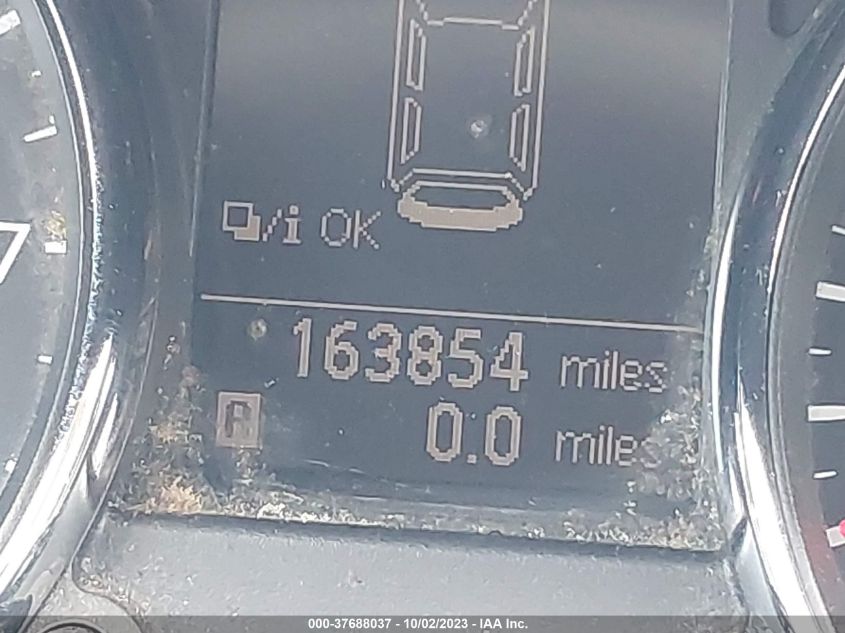 /i OK
163854 miles
P 0.0 miles
000-37688037 - 10/02/2023 - IAA Inc.